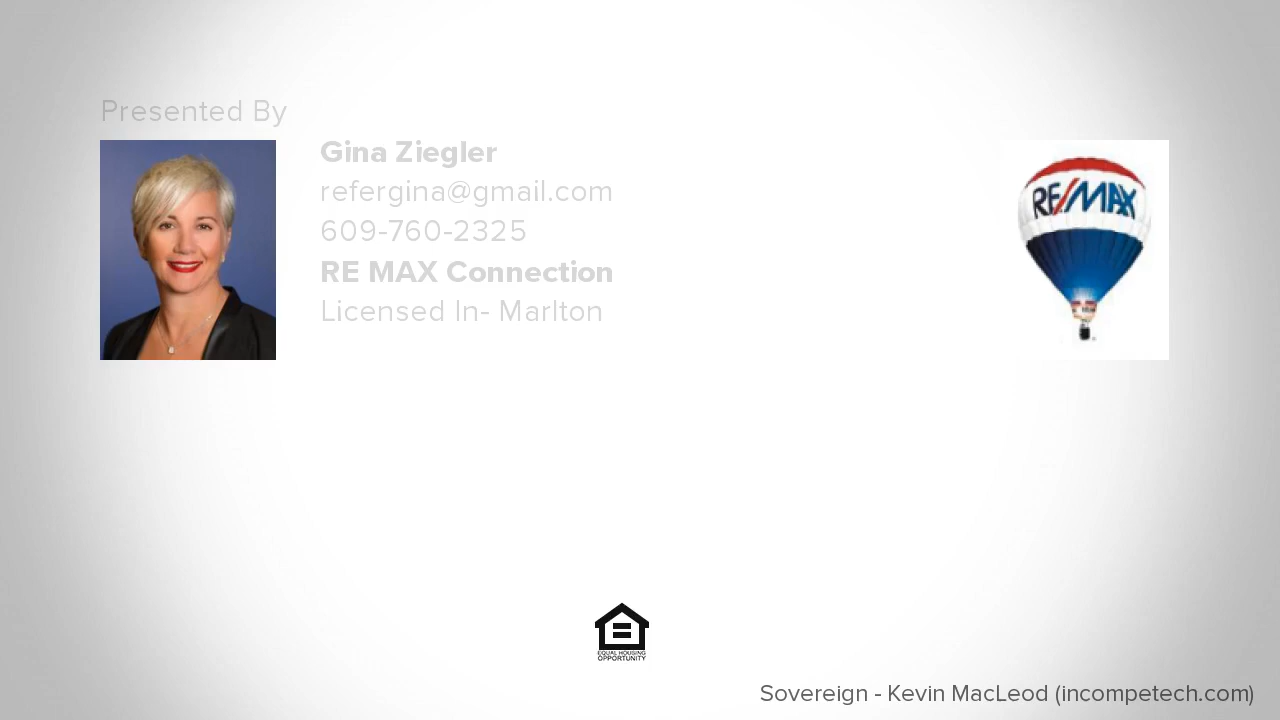 Presented By
Gina Ziegler
refergina@gmail.com
609-760-2325
RE MAX Connection
Licensed In- Marlton
RE/MAX
EQUAL HOUSING
OPPORTUNITY
Sovereign - Kevin MacLeod (incompetech.com)